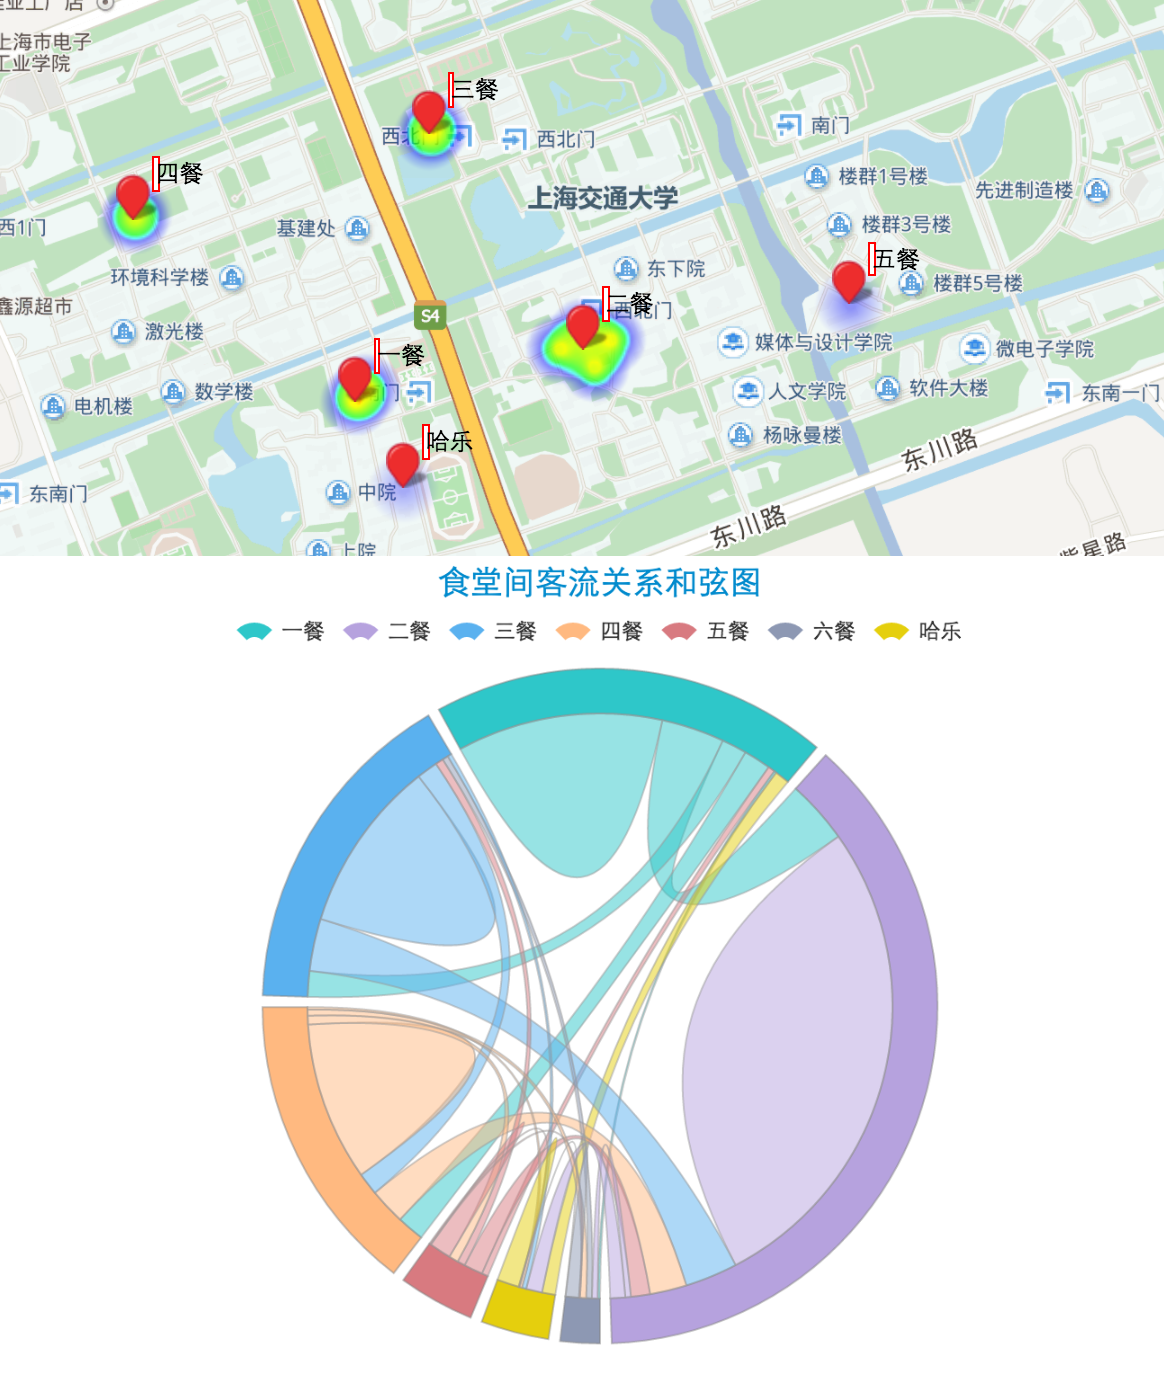 上海市电子
工业学院
三餐
西北门
西北门
南门
四餐
楼群1号楼
先进制造楼
上海交通大学
西1门
基建处
楼群3号楼
五餐
环境科学楼
东下院
楼群5号楼
鑫源超市
二餐
西北门
S4
激光楼
媒体与设计学院
微电子学院
一餐
数学楼
门
人文学院
软件大楼
东南一门
电机楼
杨咏曼楼
哈乐
东川路
东南门
中院
东川路
上院
紫星路
食堂间客流关系和弦图
一餐 二餐 三餐 四餐 五餐 六餐 哈乐